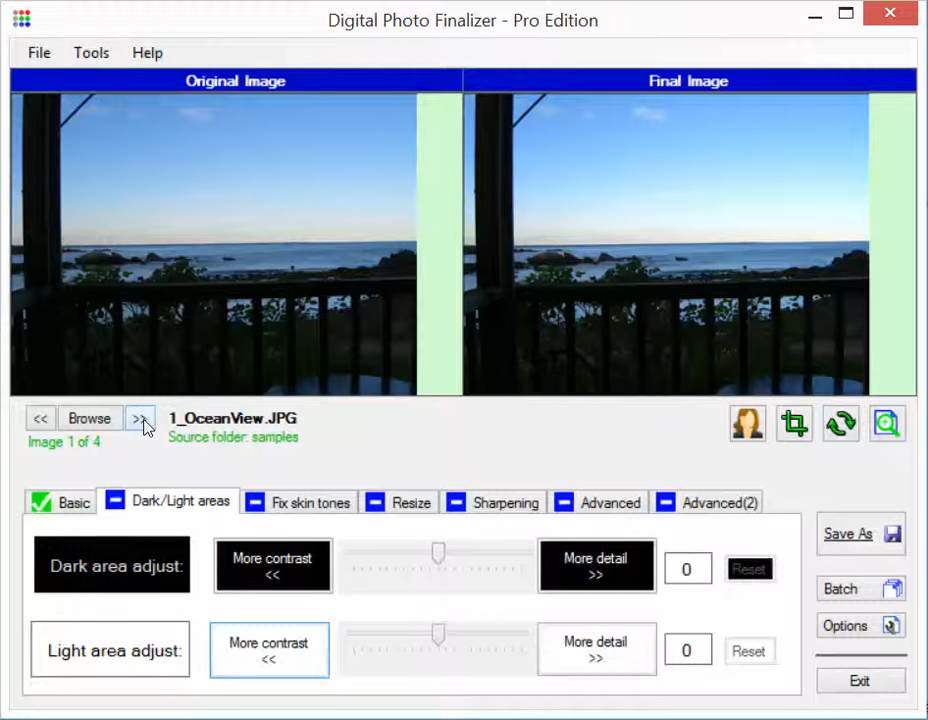 Digital Photo Finalizer - Pro Edition
File Tools Help
Original Image Final Image
<< Browse >> 1_OceanView.JPG
Image 1 of 4 Source folder: samples
Basic Dark/Light areas Fix skin tones Resize Sharpening Advanced Advanced(2)
Dark area adjust: More contrast << More detail >> 0 Reset
Light area adjust: More contrast << More detail >> 0 Reset
Save As
Batch
Options
Exit